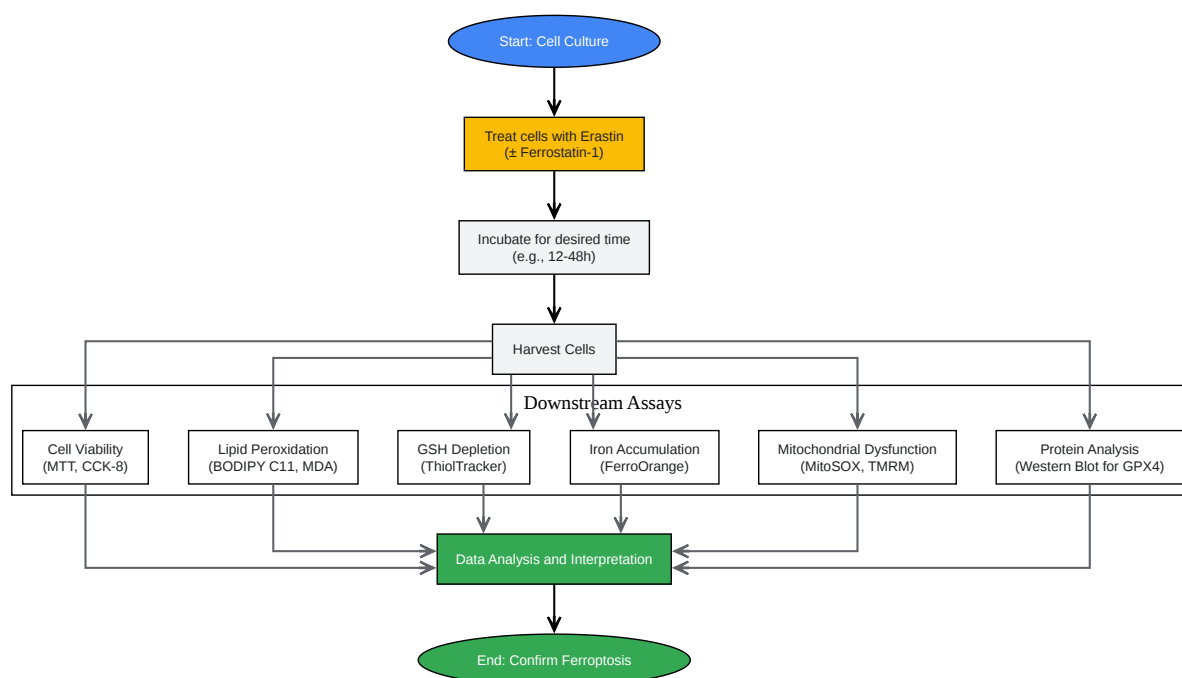 Start: Cell Culture
Treat cells with Erastin
(± Ferrostatin-1)
Incubate for desired time
(e.g., 12-48h)
Harvest Cells
Downstream Assays
Cell Viability
(MTT, CCK-8)
Lipid Peroxidation
(BODIPY C11, MDA)
GSH Depletion
(ThiolTracker)
Iron Accumulation
(FerroOrange)
Mitochondrial Dysfunction
(MitoSOX, TMRM)
Protein Analysis
(Western Blot for GPX4)
Data Analysis and Interpretation
End: Confirm Ferroptosis